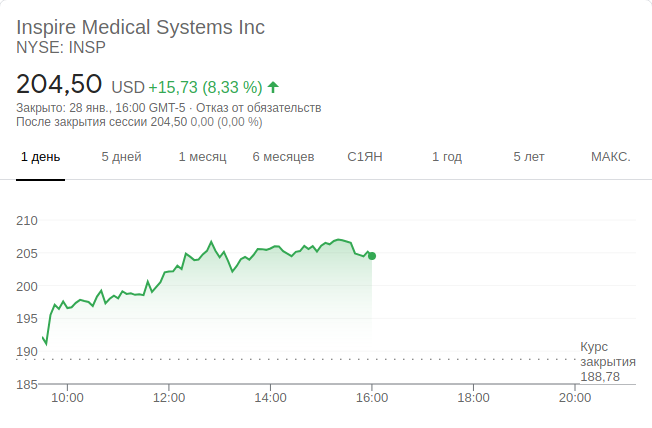 Inspire Medical Systems Inc
NYSE: INSP
204,50 USD +15,73 (8,33 %)
Закрыто: 28 янв., 16:00 GMT-5 · Отказ от обязательств
После закрытия сессии 204,50 0,00 (0,00 %)
1 день 5 дней 1 месяц 6 месяцев С1ЯН 1 год 5 лет МАКС.
210
205
200
195
190
185
Курс
закрытия
188,78
10:00 12:00 14:00 16:00 18:00 20:00